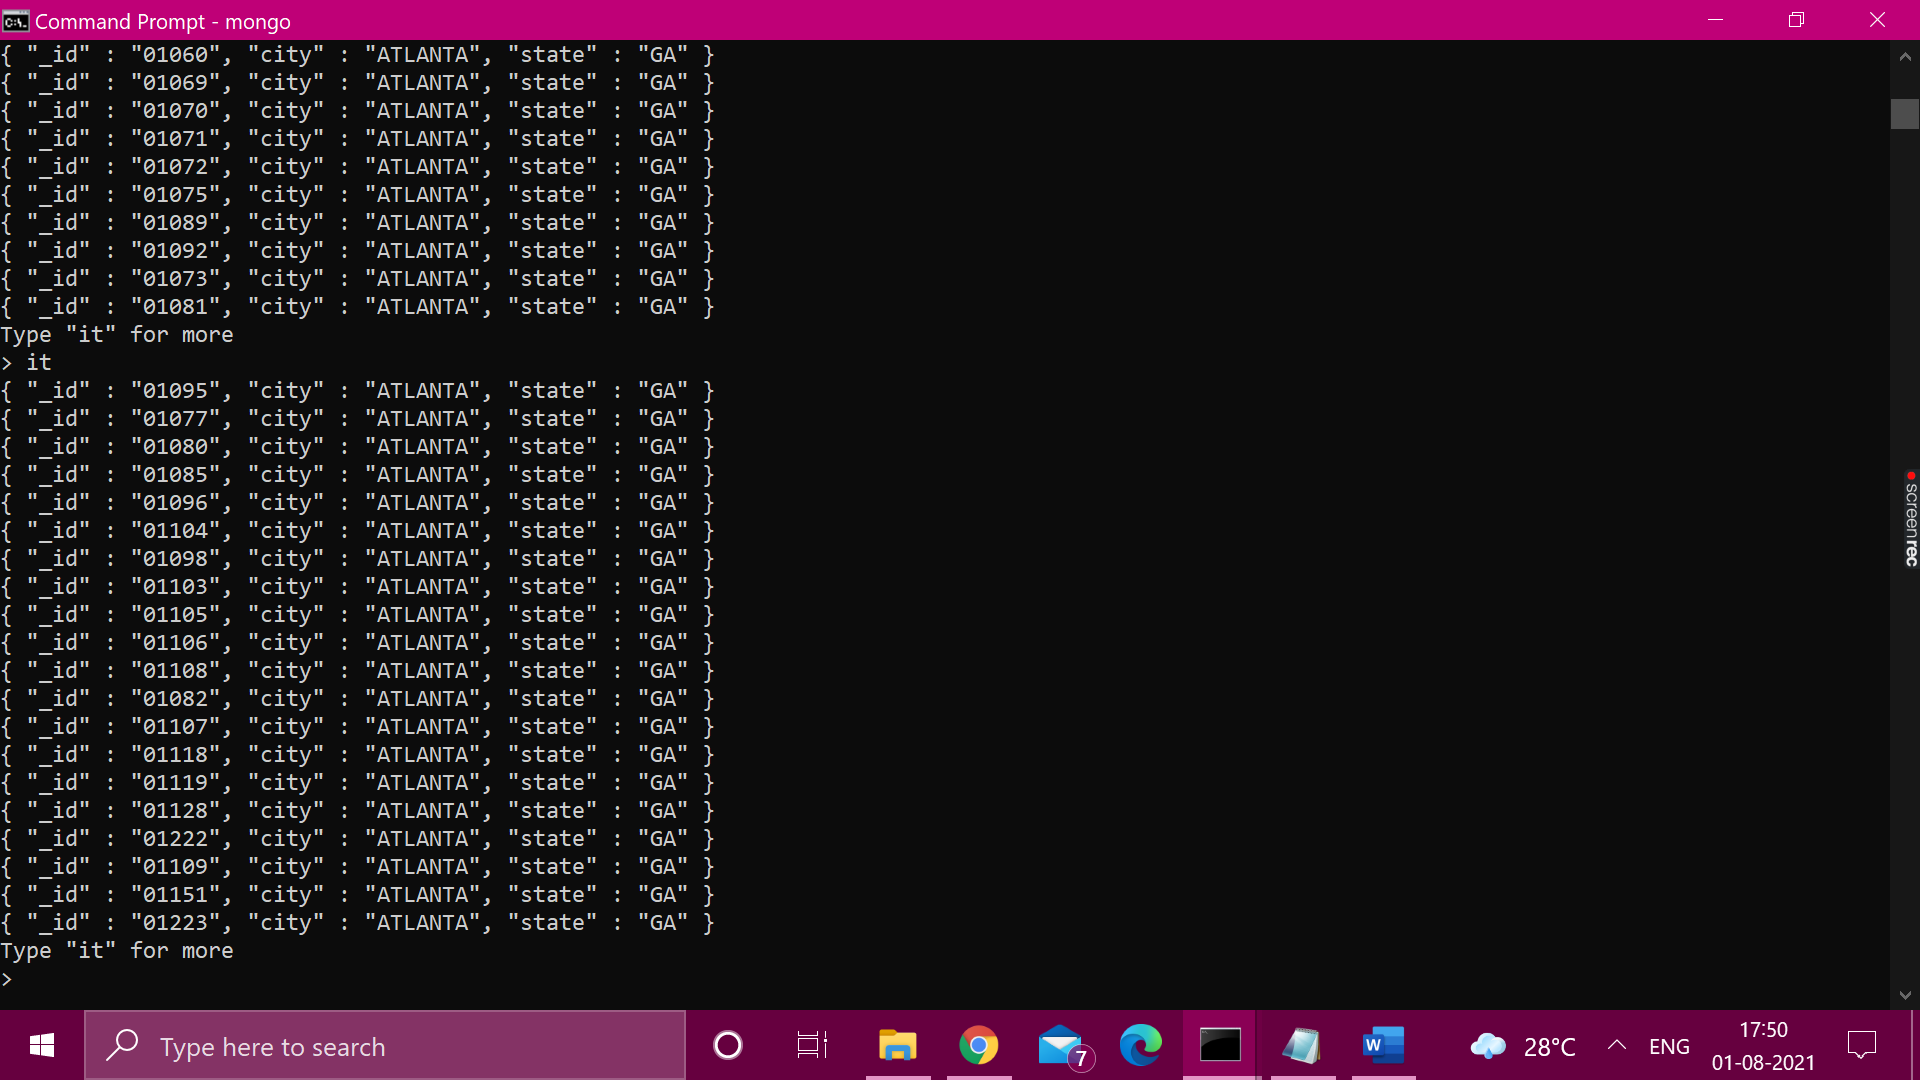 Command Prompt - mongo
{ "_id" : "01060", "city" : "ATLANTA", "state" : "GA" }
{ "_id" : "01069", "city" : "ATLANTA", "state" : "GA" }
{ "_id" : "01070", "city" : "ATLANTA", "state" : "GA" }
{ "_id" : "01071", "city" : "ATLANTA", "state" : "GA" }
{ "_id" : "01072", "city" : "ATLANTA", "state" : "GA" }
{ "_id" : "01075", "city" : "ATLANTA", "state" : "GA" }
{ "_id" : "01089", "city" : "ATLANTA", "state" : "GA" }
{ "_id" : "01092", "city" : "ATLANTA", "state" : "GA" }
{ "_id" : "01073", "city" : "ATLANTA", "state" : "GA" }
{ "_id" : "01081", "city" : "ATLANTA", "state" : "GA" }
Type "it" for more
> it
{ "_id" : "01095", "city" : "ATLANTA", "state" : "GA" }
{ "_id" : "01077", "city" : "ATLANTA", "state" : "GA" }
{ "_id" : "01080", "city" : "ATLANTA", "state" : "GA" }
{ "_id" : "01085", "city" : "ATLANTA", "state" : "GA" }
{ "_id" : "01096", "city" : "ATLANTA", "state" : "GA" }
{ "_id" : "01104", "city" : "ATLANTA", "state" : "GA" }
{ "_id" : "01098", "city" : "ATLANTA", "state" : "GA" }
{ "_id" : "01103", "city" : "ATLANTA", "state" : "GA" }
{ "_id" : "01105", "city" : "ATLANTA", "state" : "GA" }
{ "_id" : "01106", "city" : "ATLANTA", "state" : "GA" }
{ "_id" : "01108", "city" : "ATLANTA", "state" : "GA" }
{ "_id" : "01082", "city" : "ATLANTA", "state" : "GA" }
{ "_id" : "01107", "city" : "ATLANTA", "state" : "GA" }
{ "_id" : "01118", "city" : "ATLANTA", "state" : "GA" }
{ "_id" : "01119", "city" : "ATLANTA", "state" : "GA" }
{ "_id" : "01128", "city" : "ATLANTA", "state" : "GA" }
{ "_id" : "01222", "city" : "ATLANTA", "state" : "GA" }
{ "_id" : "01109", "city" : "ATLANTA", "state" : "GA" }
{ "_id" : "01151", "city" : "ATLANTA", "state" : "GA" }
{ "_id" : "01223", "city" : "ATLANTA", "state" : "GA" }
Type "it" for more
>
screenrec
Type here to search
7
W
28°C
ENG
17:50
01-08-2021